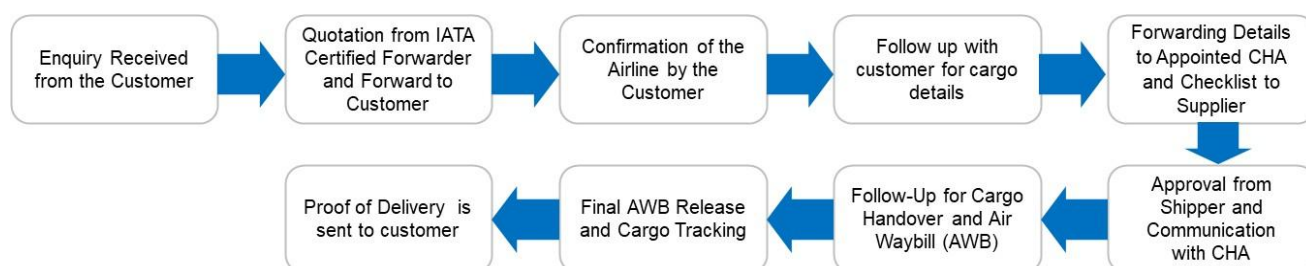 Enquiry Received
from the Customer
Quotation from IATA
Certified Forwarder
and Forward to
Customer
Confirmation of the
Airline by the
Customer
Follow up with
customer for cargo
details
Forwarding Details
to Appointed CHA
and Checklist to
Supplier
Approval from
Shipper and
Communication
with CHA
Follow-Up for Cargo
Handover and Air
Waybill (AWB)
Final AWB Release
and Cargo Tracking
Proof of Delivery is
sent to customer